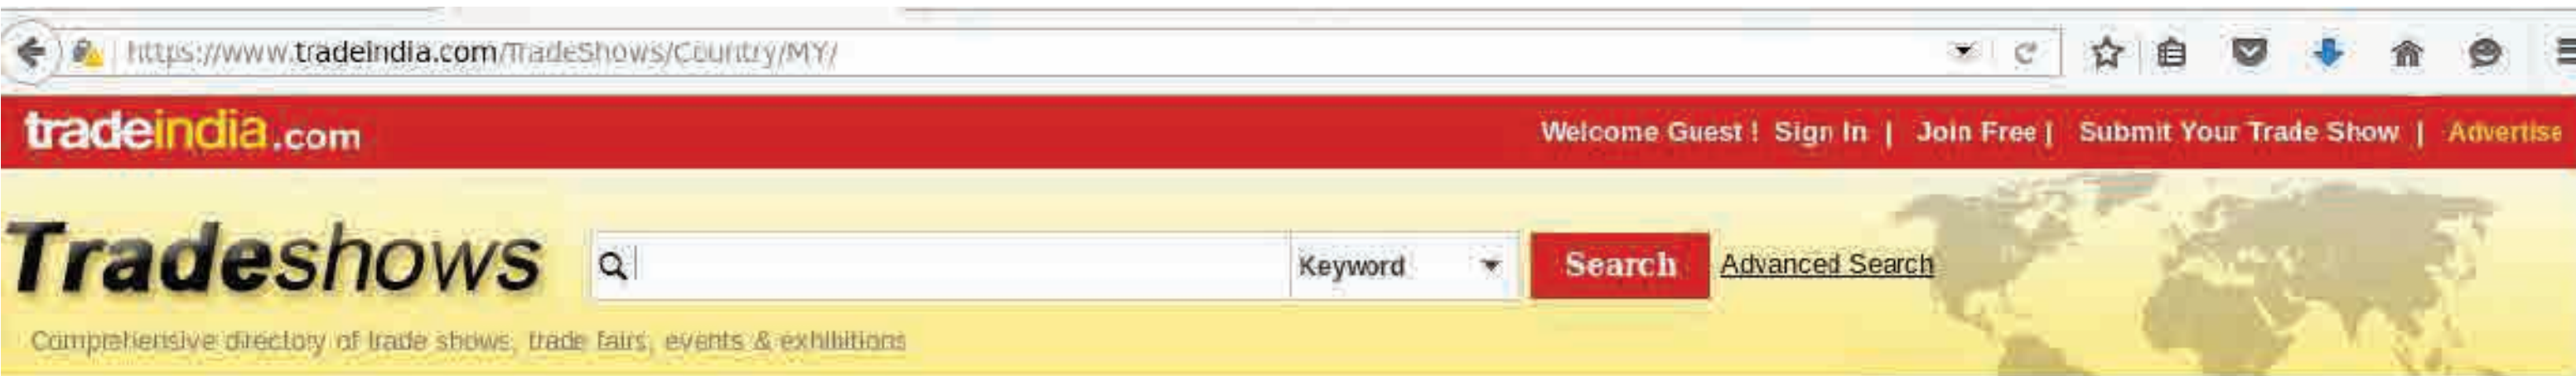 https://www.tradeindia.com/TradeShows/Country/MY/
tradeindia.com
Welcome Guest ! Sign In | Join Free | Submit Your Trade Show | Advertise
Tradeshows
Keyword
Search
Advanced Search
Comprehensive directory of trade shows, trade fairs, events & exhibitions